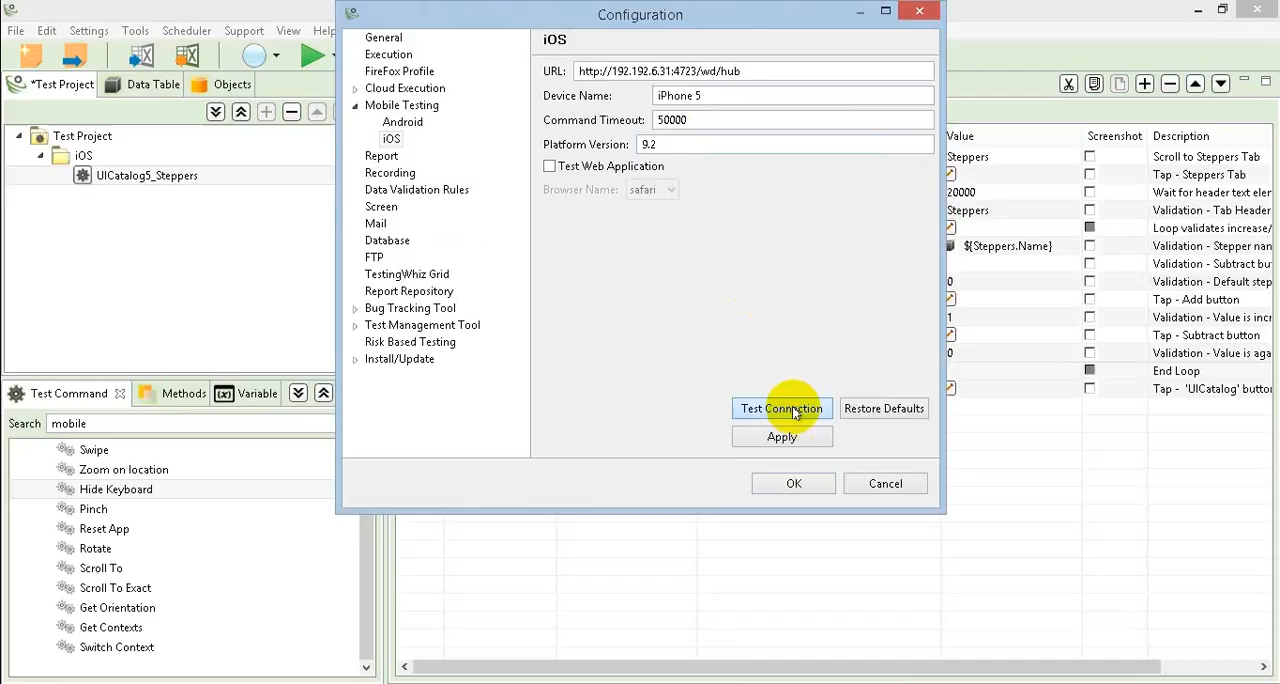 Configuration
File Edit Settings Tools Scheduler Support View Help
*Test Project Data Table Objects
Test Project
iOS
UICatalog5_Steppers
Test Command Methods Variable
Search mobile
Swipe
Zoom on location
Hide Keyboard
Pinch
Reset App
Rotate
Scroll To
Scroll To Exact
Get Orientation
Get Contexts
Switch Context
General
Execution
FireFox Profile
Cloud Execution
Mobile Testing
Android
iOS
Report
Recording
Data Validation Rules
Screen
Mail
Database
FTP
TestingWhiz Grid
Report Repository
Bug Tracking Tool
Test Management Tool
Risk Based Testing
Install/Update
iOS
URL: http://192.192.6.31:4723/wd/hub
Device Name: iPhone 5
Command Timeout: 50000
Platform Version: 9.2
Test Web Application
Browser Name: safari
Test Connection Restore Defaults
Apply
OK Cancel
Value Screenshot Description
Steppers Scroll to Steppers Tab
Tap - Steppers Tab
20000 Wait for header text eler
Steppers Validation - Tab Header
Loop validates increase/
${Steppers.Name} Validation - Stepper nan
Validation - Subtract bu
0 Validation - Default step
Tap - Add button
1 Validation - Value is incr
Tap - Subtract button
0 Validation - Value is aga
End Loop
Tap - 'UICatalog' button